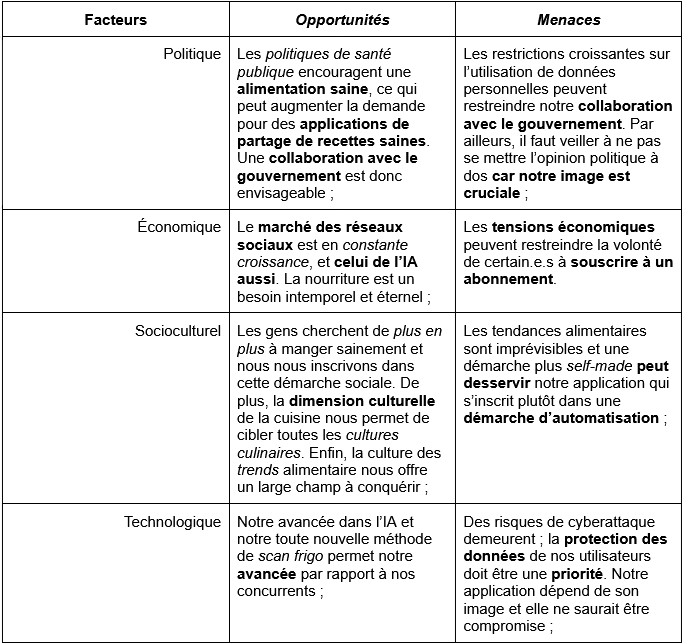 Facteurs
Opportunités
Menaces
Politique
Les politiques de santé
publique encouragent une
alimentation saine, ce qui
peut augmenter la demande
pour des applications de
partage de recettes saines.
Une collaboration avec le
gouvernement est donc
envisageable ;
Les restrictions croissantes sur
l’utilisation de données
personnelles peuvent
restreindre notre collaboration
avec le gouvernement. Par
ailleurs, il faut veiller à ne pas
se mettre l’opinion politique à
dos car notre image est
cruciale ;
Économique
Le marché des réseaux
sociaux est en constante
croissance, et celui de l’IA
aussi. La nourriture est un
besoin intemporel et éternel ;
Les tensions économiques
peuvent restreindre la volonté
de certain.e.s à souscrire à un
abonnement.
Socioculturel
Les gens cherchent de plus en
plus à manger sainement et
nous nous inscrivons dans
cette démarche sociale. De
plus, la dimension culturelle
de la cuisine nous permet de
cibler toutes les cultures
culinaires. Enfin, la culture des
trends alimentaire nous offre
un large champ à conquérir ;
Les tendances alimentaires
sont imprévisibles et une
démarche plus self-made peut
desservir notre application qui
s’inscrit plutôt dans une
démarche d’automatisation ;
Technologique
Notre avancée dans l’IA et
notre toute nouvelle méthode
de scan frigo permet notre
avancée par rapport à nos
concurrents ;
Des risques de cyberattaque
demeurent ; la protection des
données de nos utilisateurs
doit être une priorité. Notre
application dépend de son
image et elle ne saurait être
compromise ;